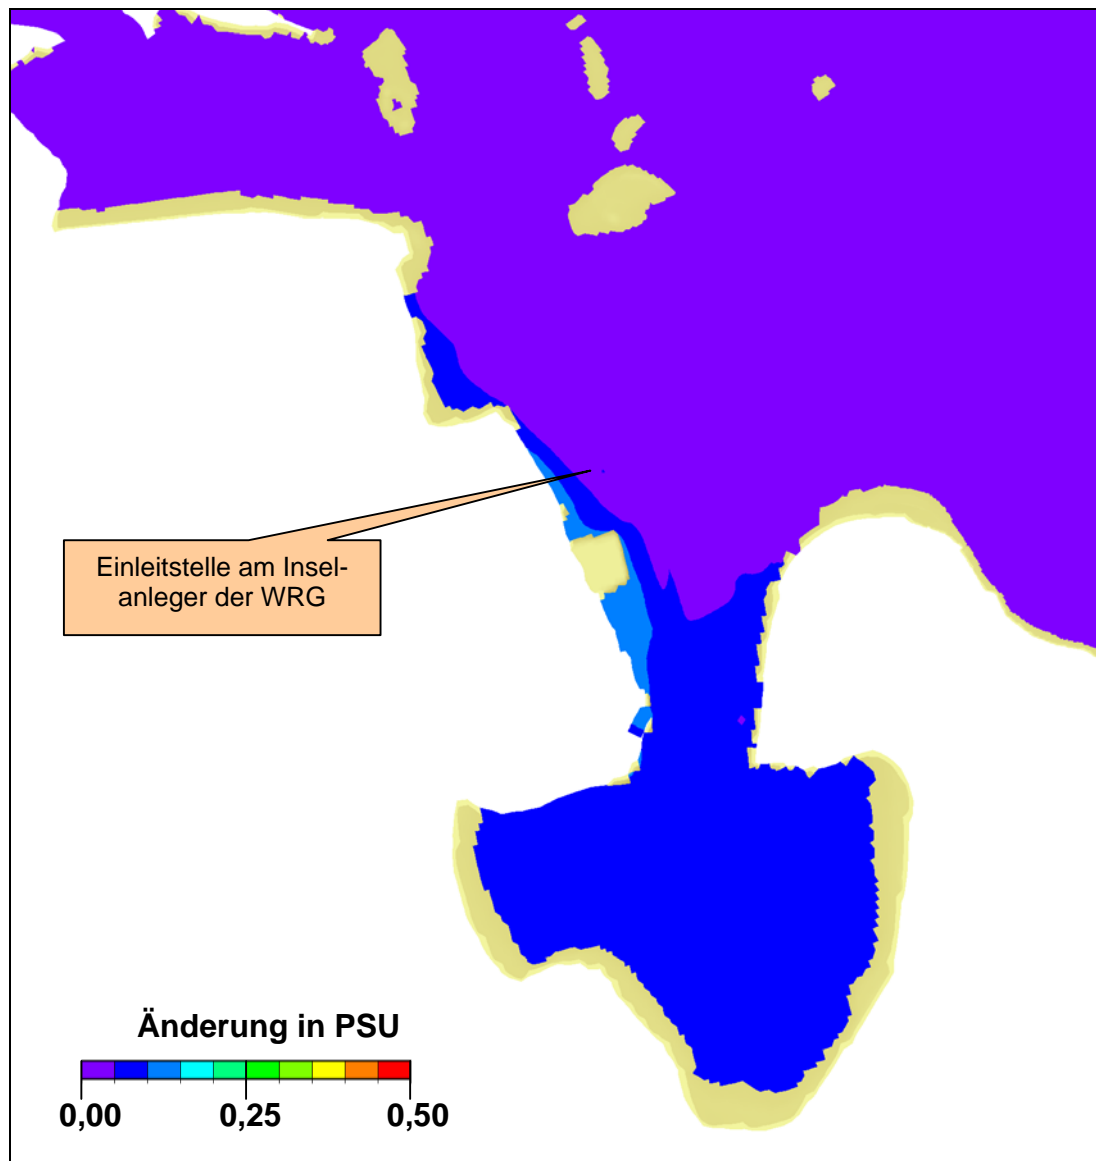 Einleitstelle am Insel-
anleger der WRG
Änderung in PSU
0,00 0,25 0,50